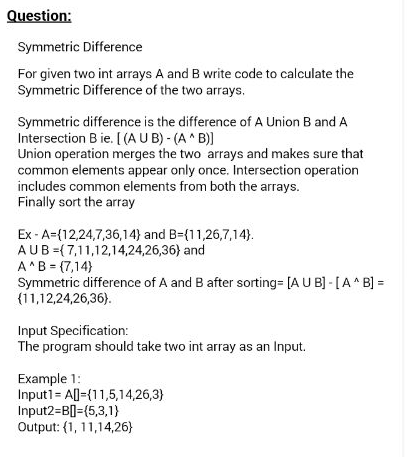 Question:
Symmetric Difference
For given two int arrays A and B write code to calculate the
Symmetric Difference of the two arrays.
Symmetric difference is the difference of A Union B and A
Intersection B ie. [ (A U B) - (A ^ B)]
Union operation merges the two arrays and makes sure that
common elements appear only once. Intersection operation
includes common elements from both the arrays.
Finally sort the array
Ex - A={12,24,7,36,14} and B={11,26,7,14}.
A U B ={ 7,11,12,14,24,26,36} and
A ^ B = {7,14}
Symmetric difference of A and B after sorting= [A U B] - [ A ^ B] =
{11,12,24,26,36}.
Input Specification:
The program should take two int array as an Input.
Example 1:
Input1= A[]={11,5,14,26,3}
Input2=B[]={5,3,1}
Output: {1, 11,14,26}